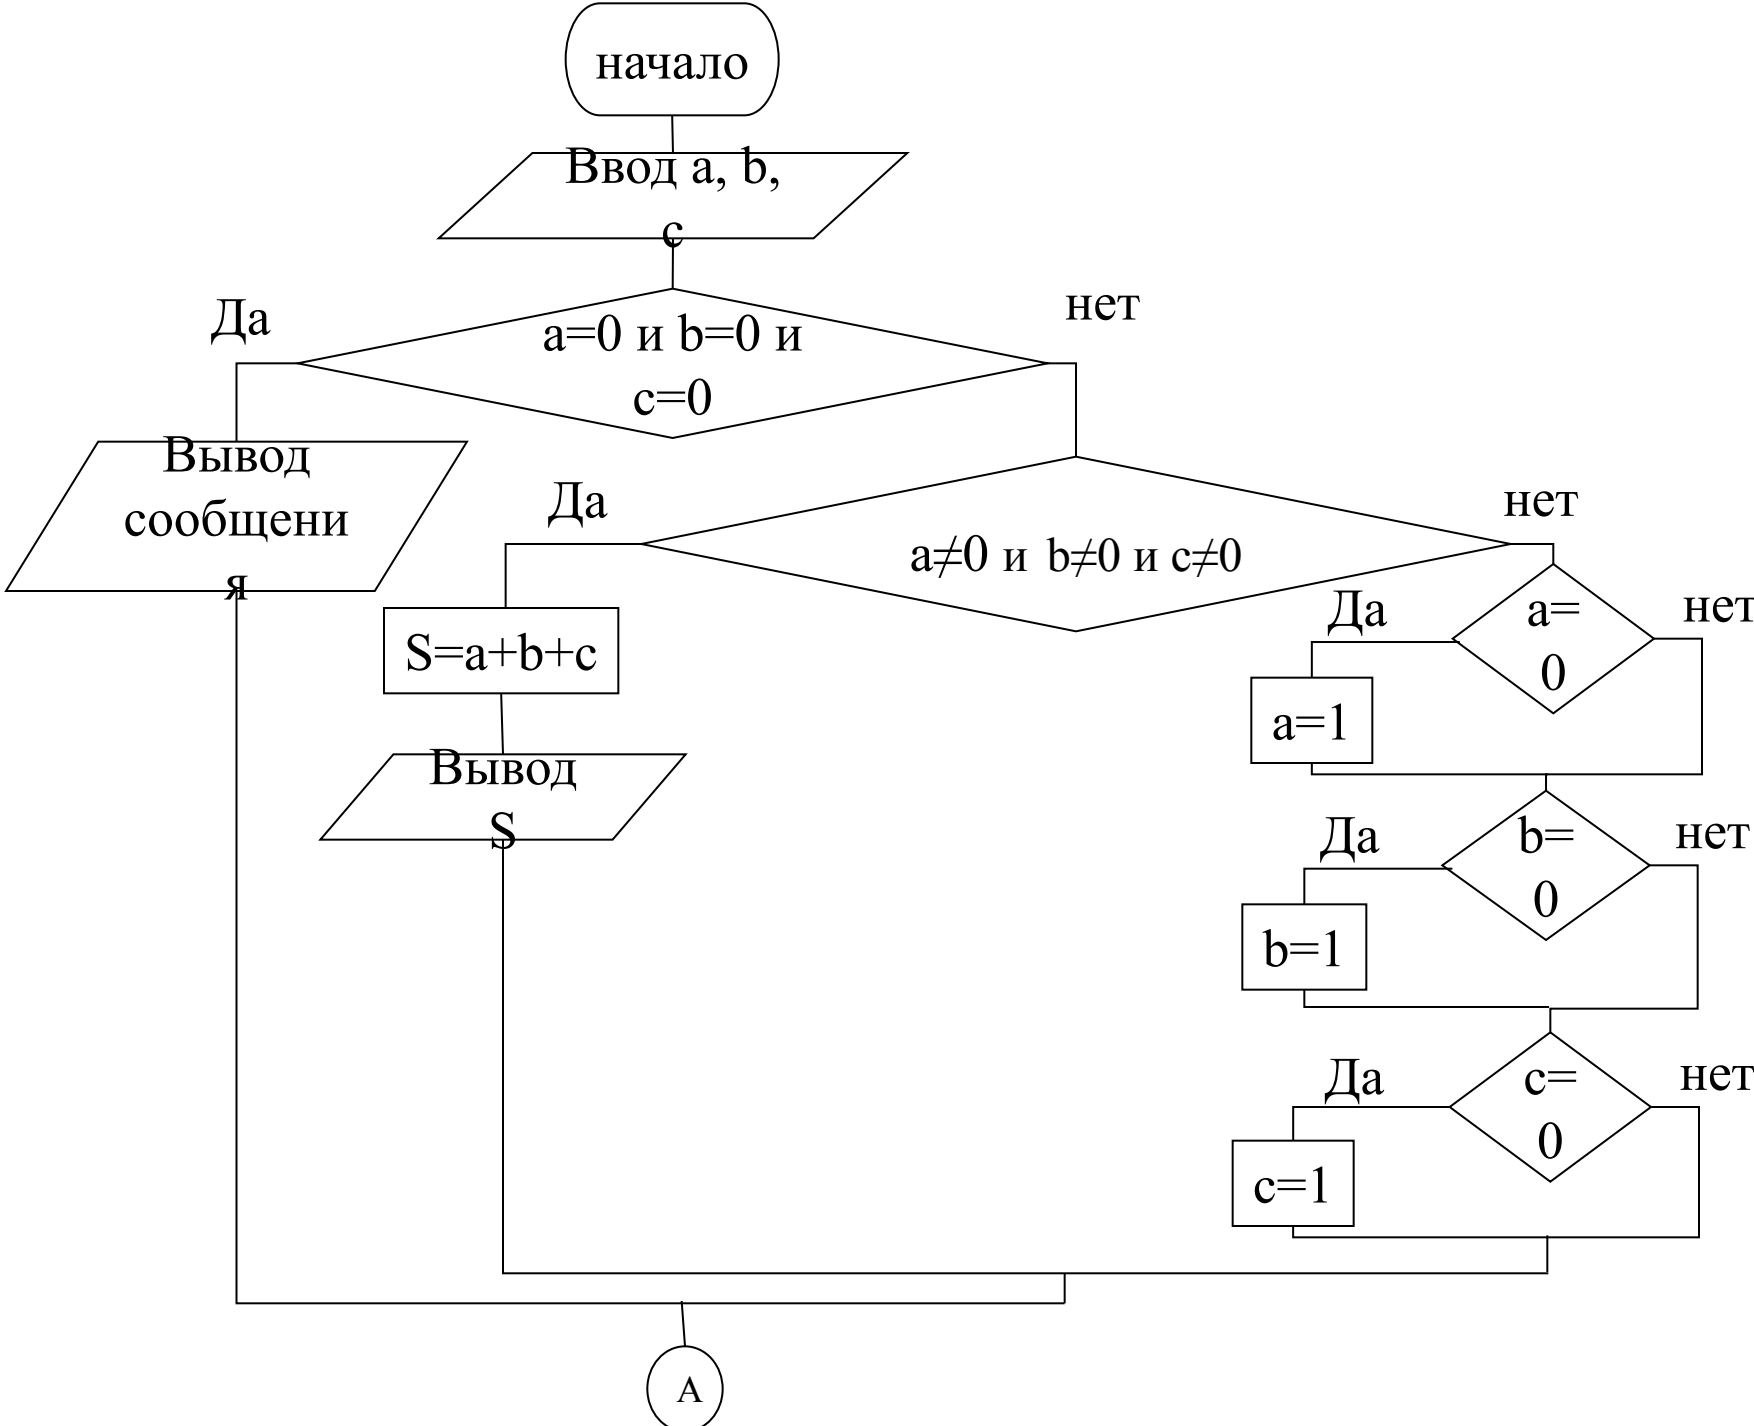 начало
Ввод a, b,
c
Да
нет
a=0 и b=0 и
c=0
Вывод
сообщени
я
Да
нет
a≠0 и b≠0 и c≠0
S=a+b+c
Вывод
S
Да
a=
0
нет
a=1
Да
b=
0
нет
b=1
Да
c=
0
нет
c=1
A